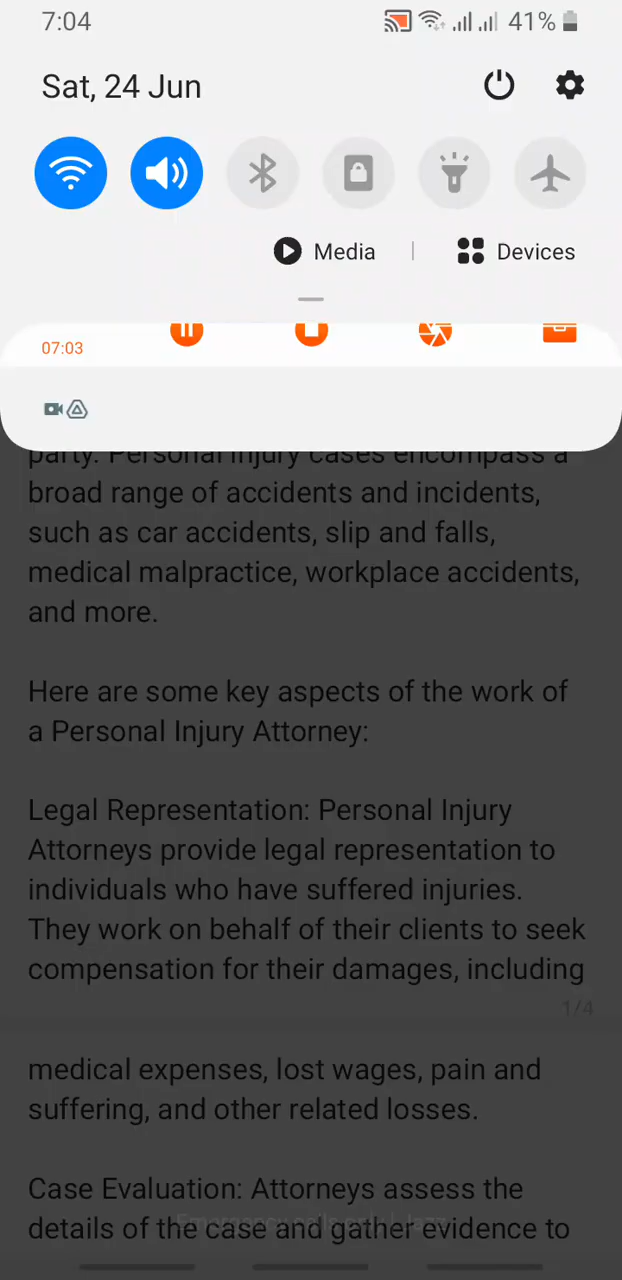 7:04
41%
Sat, 24 Jun
Media
Devices
07:03
party. Personal Injury cases encompass a
broad range of accidents and incidents,
such as car accidents, slip and falls,
medical malpractice, workplace accidents,
and more.
Here are some key aspects of the work of
a Personal Injury Attorney:
Legal Representation: Personal Injury
Attorneys provide legal representation to
individuals who have suffered injuries.
They work on behalf of their clients to seek
compensation for their damages, including
1/4
medical expenses, lost wages, pain and
suffering, and other related losses.
Case Evaluation: Attorneys assess the
details of the case and gather evidence to